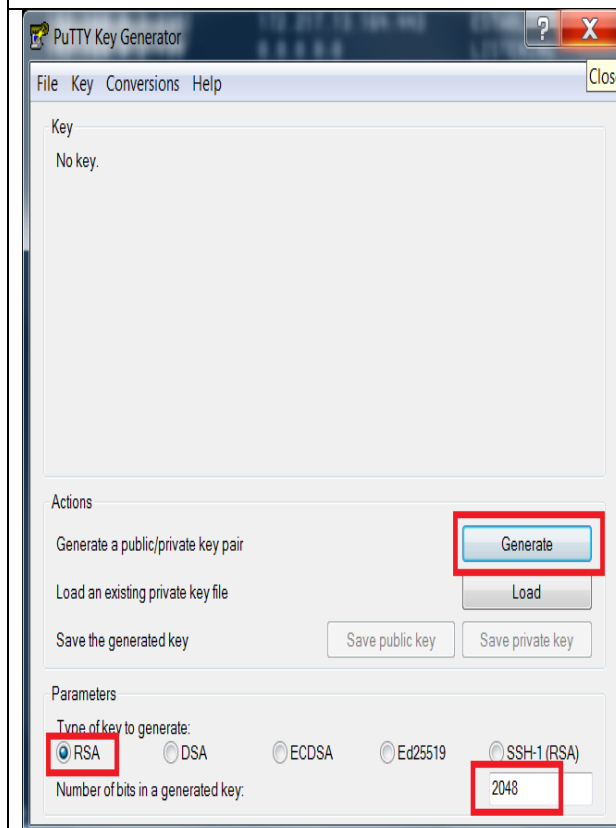 PuTTY Key Generator
?
X
File Key Conversions Help
Clos
Key
No key.
Actions
Generate a public/private key pair
Generate
Load an existing private key file
Load
Save the generated key
Save public key
Save private key
Parameters
Type of key to generate:
RSA
DSA
ECDSA
Ed25519
SSH-1 (RSA)
Number of bits in a generated key:
2048